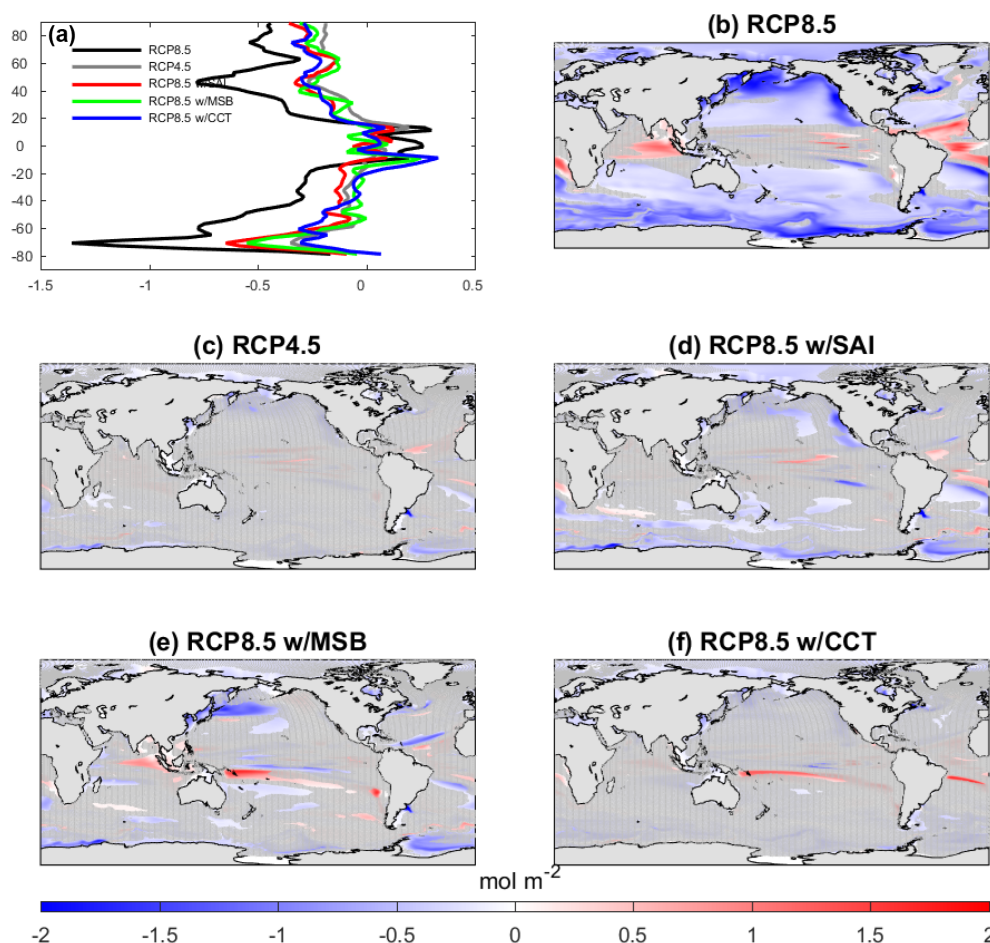 (a)
RCP8.5
RCP4.5
RCP8.5 w/SAI
RCP8.5 w/MSB
RCP8.5 w/CCT
80
60
40
20
0
-20
-40
-60
-80
-1.5 -1 -0.5 0 0.5
(b) RCP8.5
(c) RCP4.5
(d) RCP8.5 w/SAI
(e) RCP8.5 w/MSB
(f) RCP8.5 w/CCT
mol m-2
-2 -1.5 -1 -0.5 0 0.5 1 1.5 2